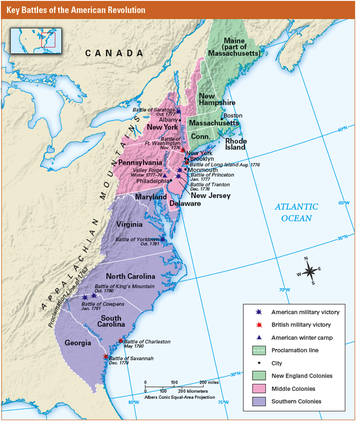 Key Battles of the American Revolution
CANADA
Maine
(part of
Massachusetts)
New
Hampshire
Battle of Saratoga
Oct. 1777
Albany
Boston
Massachusetts
New York
Conn.
Rhode
Island
Battle of
Ft. Washington
Nov. 1776
New York
Brooklyn
Battle of Long Island Aug. 1776
Pennsylvania
Monmouth
Valley Forge
Winter 1777–78
Battle of Princeton
Jan. 1777
Philadelphia
Battle of Trenton
Dec. 1776
Maryland
New Jersey
Delaware
ATLANTIC
OCEAN
APPALACHIAN MOUNTAINS
Proclamation Line of 1763
Virginia
Battle of Yorktown
Oct. 1781
North Carolina
Battle of King's Mountain
Oct. 1780
Battle of Cowpens
Jan. 1781
South
Carolina
Georgia
Battle of Charleston
May 1780
Battle of Savannah
Dec. 1778
American military victory
British military victory
American winter camp
Proclamation line
City
New England Colonies
Middle Colonies
Southern Colonies
0 100 200 miles
0 100 200 kilometers
Albers Conic Equal-Area Projection
80°W
75°W
70°W